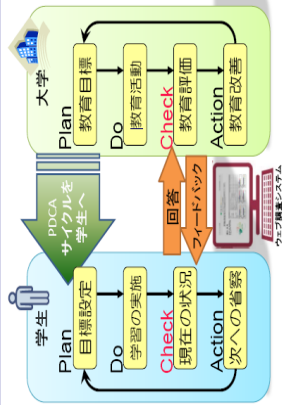 大学
Plan
教育目標
Do
教育活動
Check
教育評価
Action
教育改善
PDCA
サイクルを
学生へ
回答
フィードバック
ウェブ調査システム
学生
Plan
目標設定
Do
学習の実施
Check
現在の状況
Action
次への省察